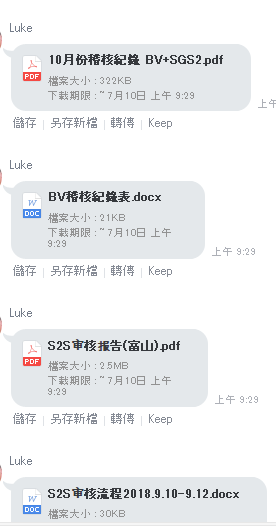 Luke
10月份稽核紀錄 BV+SGS2.pdf
PDF
檔案大小 : 322KB
下載期限 : ~ 7月10日 上午 9:29
上午
儲存 | 另存新檔 | 轉傳 | Keep
Luke
BV稽核紀錄表.docx
W
DOC
檔案大小 : 21KB
下載期限 : ~ 7月10日 上午
9:29
上午 9:29
儲存 | 另存新檔 | 轉傳 | Keep
Luke
S2S審核报告(富山).pdf
PDF
檔案大小 : 2.5MB
下載期限 : ~ 7月10日 上午
9:29
上午 9:29
儲存 | 另存新檔 | 轉傳 | Keep
Luke
S2S审核流程2018.9.10-9.12.docx
W
DOC
檔案大小 : 30KB